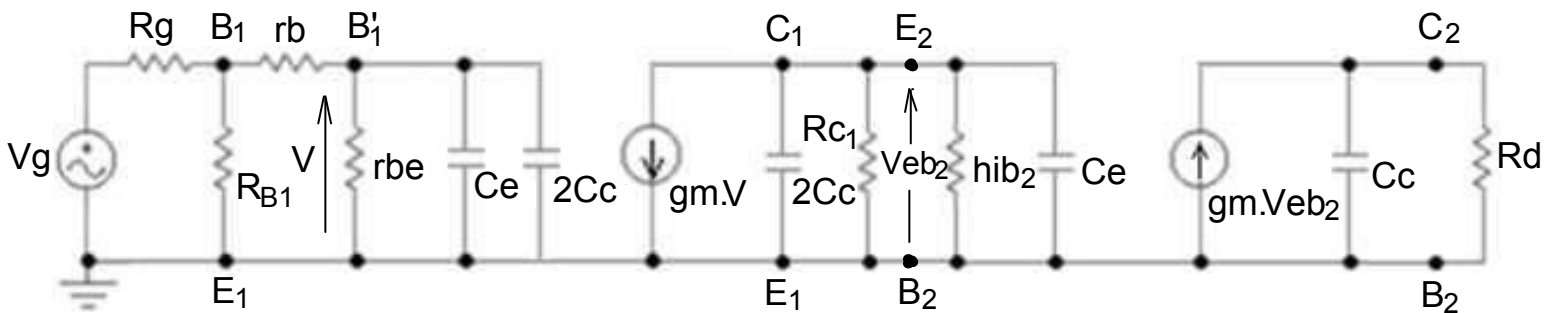 Rg B₁ rb B'₁ C₁ E₂ C₂
Vg R_B1 V rbe Ce 2Cc gm.V 2Cc Rc₁ Veb₂ hib₂ Ce gm.Veb₂ Cc Rd
E₁ E₁ B₂ B₂